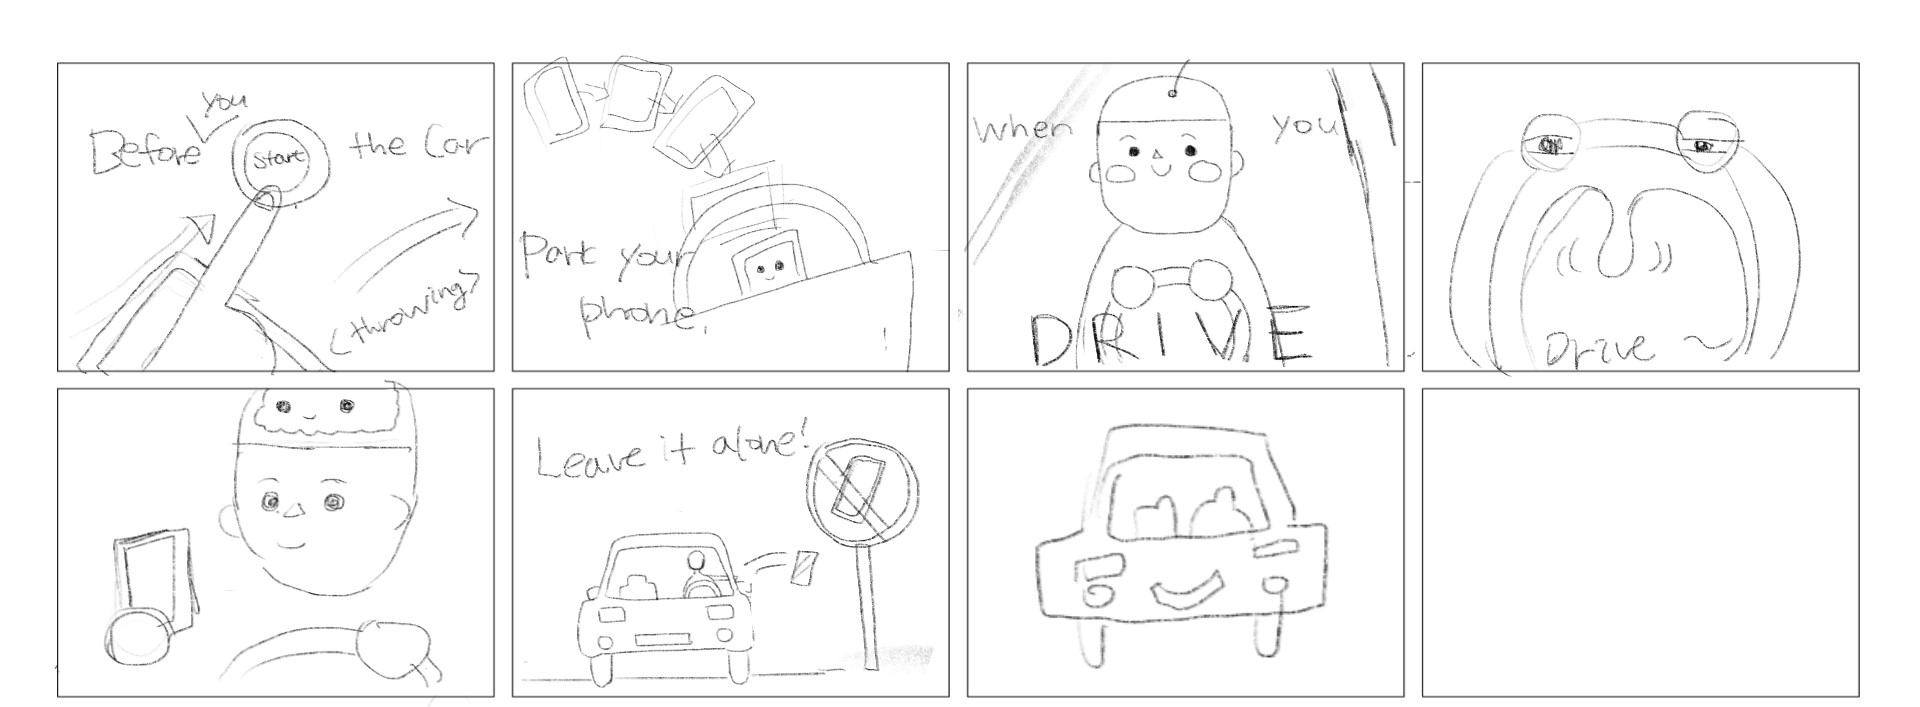 you
Before Start the Car
(throwing)
Park your
phone.
When you
DRIVE
Drive ~
Leave it alone!